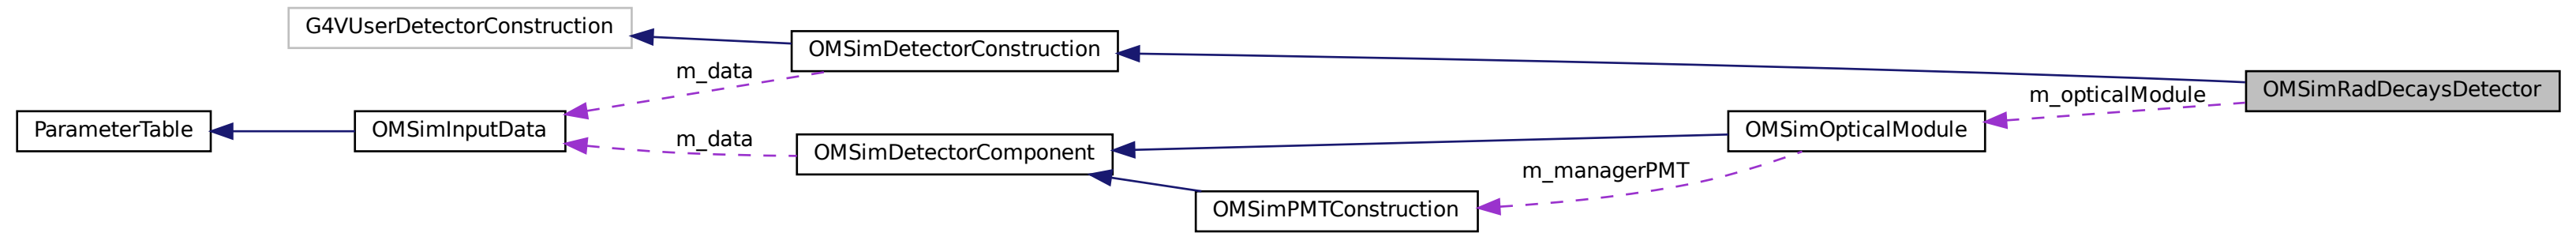 G4VUserDetectorConstruction
OMSimDetectorConstruction
m_data
OMSimRadDecaysDetector
m_opticalModule
ParameterTable
OMSimInputData
OMSimOpticalModule
m_data
OMSimDetectorComponent
m_managerPMT
OMSimPMTConstruction